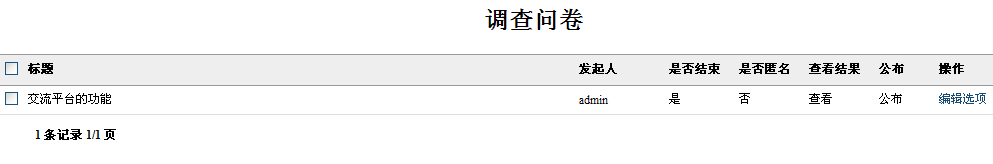 调查问卷
标题 发起人 是否结束 是否匿名 查看结果 公布 操作
交流平台的功能 admin 是 否 查看 公布 编辑选项
1 条记录 1/1 页